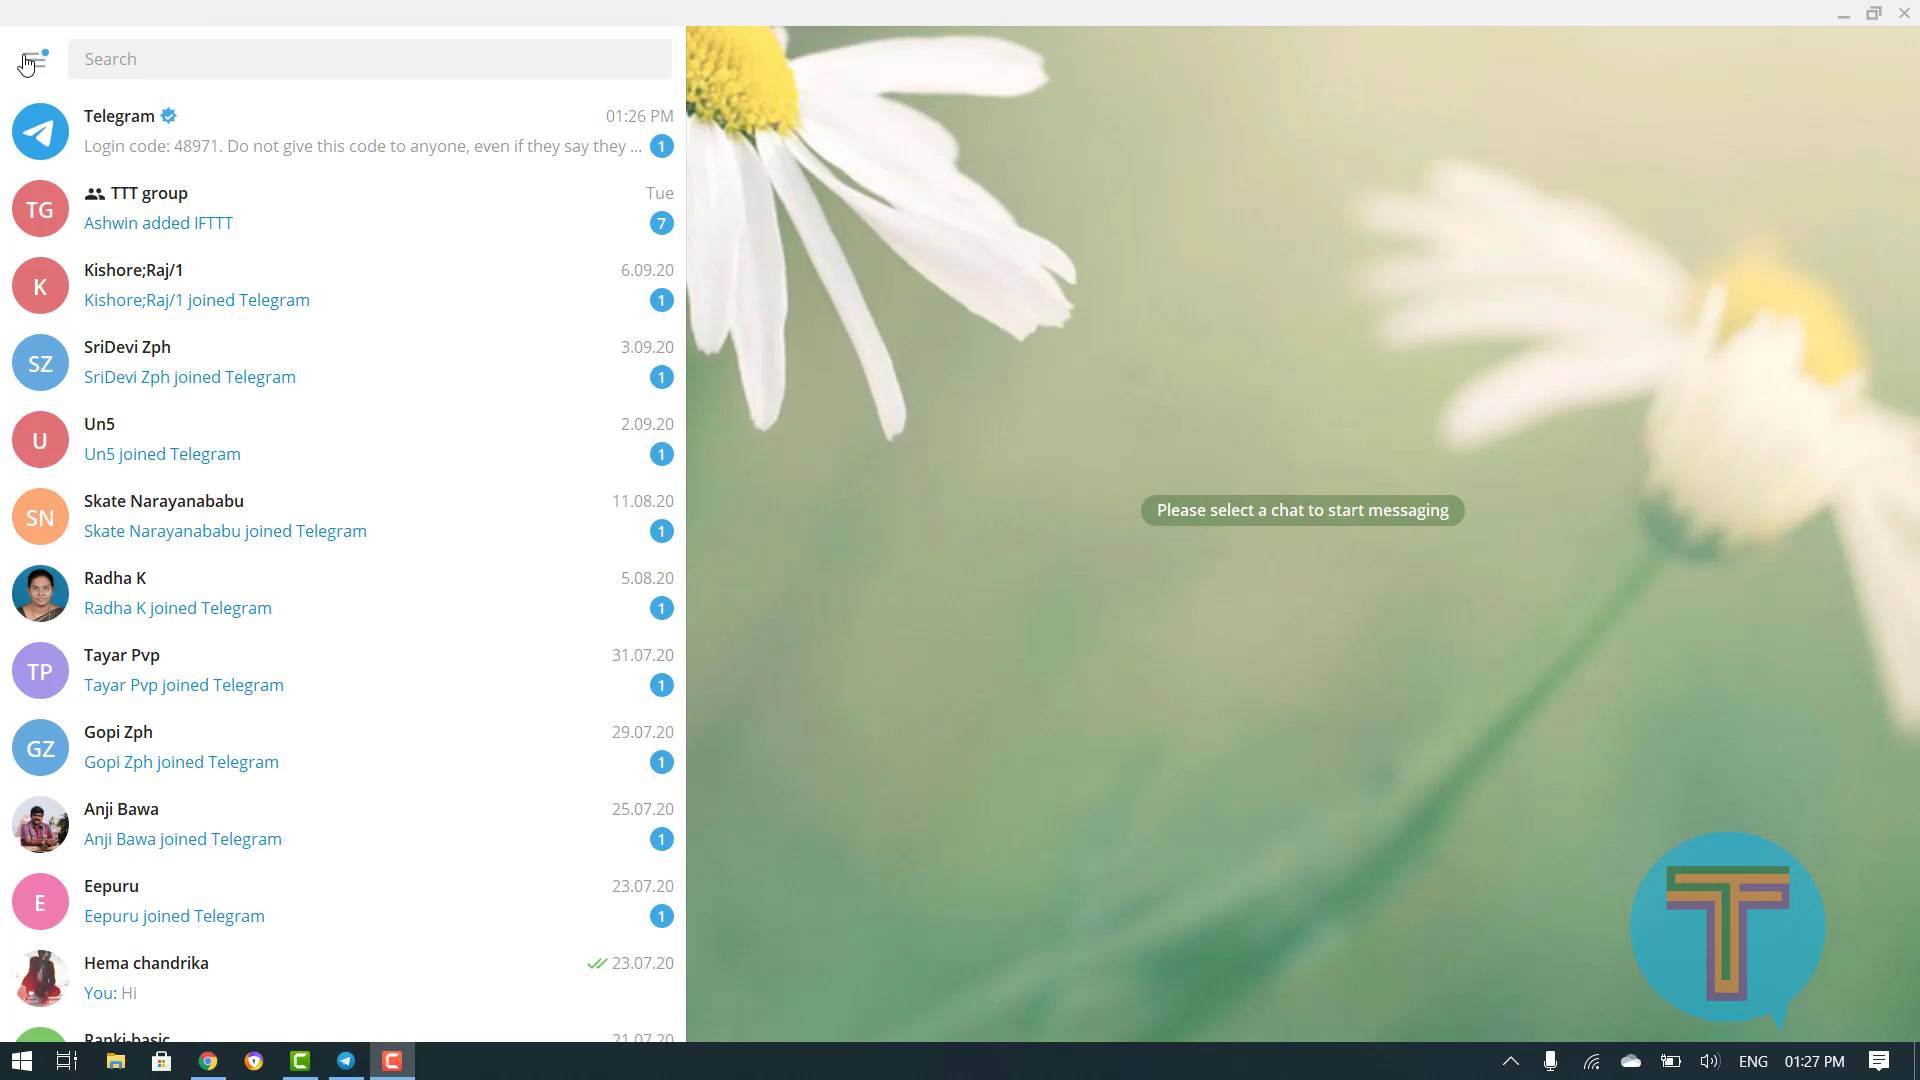 Search
Telegram 01:26 PM
Login code: 48971. Do not give this code to anyone, even if they say they ... 1
TG TTT group Tue
Ashwin added IFTTT 7
K Kishore;Raj/1 6.09.20
Kishore;Raj/1 joined Telegram 1
SZ SriDevi Zph 3.09.20
SriDevi Zph joined Telegram 1
U Un5 2.09.20
Un5 joined Telegram 1
SN Skate Narayanababu 11.08.20
Skate Narayanababu joined Telegram 1
Radha K 5.08.20
Radha K joined Telegram 1
TP Tayar Pvp 31.07.20
Tayar Pvp joined Telegram 1
GZ Gopi Zph 29.07.20
Gopi Zph joined Telegram 1
Anji Bawa 25.07.20
Anji Bawa joined Telegram 1
E Eepuru 23.07.20
Eepuru joined Telegram 1
Hema chandrika 23.07.20
You: Hi
21.07.20
Please select a chat to start messaging
T
ENG 01:27 PM